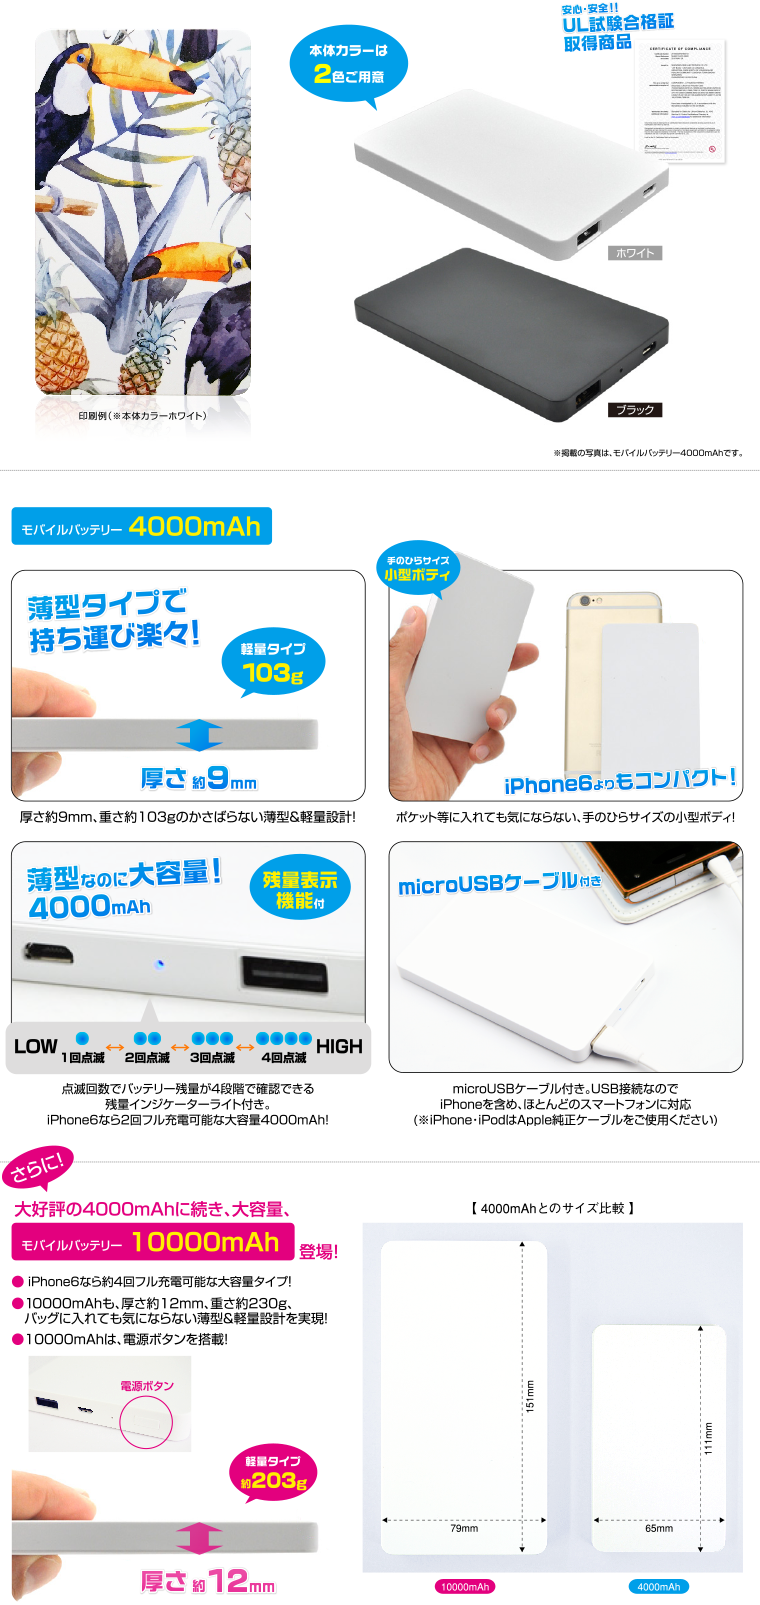 本体カラーは
2色ご用意
安心・安全!!
UL試験合格証
取得商品
CERTIFICATE OF COMPLIANCE
ホワイト
ブラック
印刷例(※本体カラーホワイト)
※掲載の写真は、モバイルバッテリー4000mAhです。
モバイルバッテリー 4000mAh
薄型タイプで
持ち運び楽々!
軽量タイプ
103g
厚さ 約9mm
厚さ約9mm、重さ約103gのかさばらない薄型&軽量設計!
手のひらサイズ
小型ボディ
iPhone6よりもコンパクト!
ポケット等に入れても気にならない、手のひらサイズの小型ボディ!
薄型なのに大容量!
4000mAh
残量表示
機能付
LOW 1回点滅 2回点滅 3回点滅 4回点滅 HIGH
点滅回数でバッテリー残量が4段階で確認できる
残量インジケーターライト付き。
iPhone6なら2回フル充電可能な大容量4000mAh!
microUSBケーブル付き
microUSBケーブル付き。USB接続なので
iPhoneを含め、ほとんどのスマートフォンに対応
(※iPhone・iPodはApple純正ケーブルをご使用ください)
さらに!
大好評の4000mAhに続き、大容量、
モバイルバッテリー 10000mAh 登場!
● iPhone6なら約4回フル充電可能な大容量タイプ!
●10000mAhも、厚さ約12mm、重さ約230g、
バッグに入れても気にならない薄型&軽量設計を実現!
●10000mAhは、電源ボタンを搭載!
電源ボタン
軽量タイプ
約203g
厚さ 約12mm
【 4000mAhとのサイズ比較 】
151mm
79mm
111mm
65mm
10000mAh
4000mAh